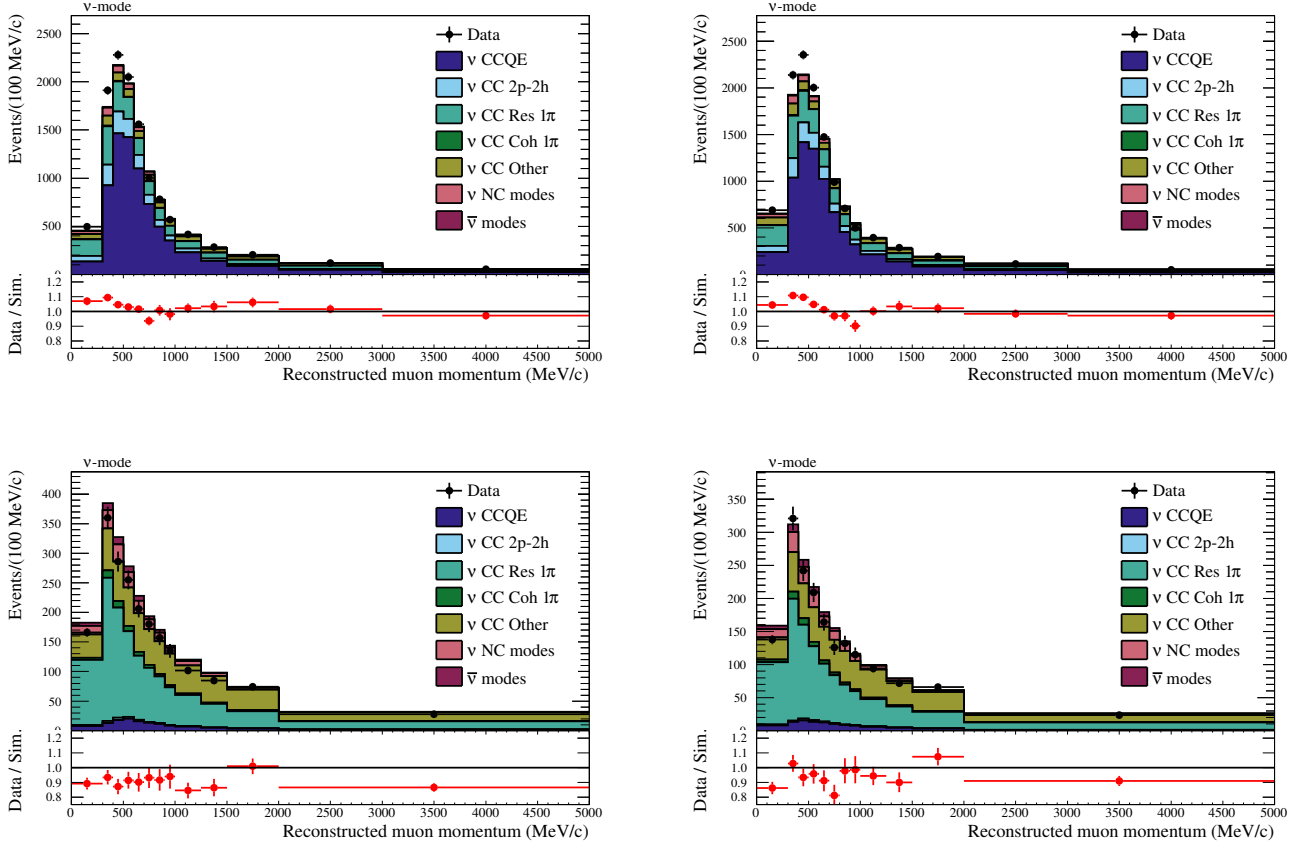 ν-mode
Events/(100 MeV/c)
2500
2000
1500
1000
500
0
Data
ν CCQE
ν CC 2p-2h
ν CC Res 1π
ν CC Coh 1π
ν CC Other
ν NC modes
ν̅ modes
Data / Sim.
1.2
1.1
1.0
0.9
0.8
0 500 1000 1500 2000 2500 3000 3500 4000 4500 5000
Reconstructed muon momentum (MeV/c)
ν-mode
Events/(100 MeV/c)
2500
2000
1500
1000
500
0
Data
ν CCQE
ν CC 2p-2h
ν CC Res 1π
ν CC Coh 1π
ν CC Other
ν NC modes
ν̅ modes
Data / Sim.
1.2
1.1
1.0
0.9
0.8
0 500 1000 1500 2000 2500 3000 3500 4000 4500 5000
Reconstructed muon momentum (MeV/c)
ν-mode
Events/(100 MeV/c)
400
350
300
250
200
150
100
50
0
Data
ν CCQE
ν CC 2p-2h
ν CC Res 1π
ν CC Coh 1π
ν CC Other
ν NC modes
ν̅ modes
Data / Sim.
1.2
1.1
1.0
0.9
0.8
0 500 1000 1500 2000 2500 3000 3500 4000 4500 5000
Reconstructed muon momentum (MeV/c)
ν-mode
Events/(100 MeV/c)
350
300
250
200
150
100
50
0
Data
ν CCQE
ν CC 2p-2h
ν CC Res 1π
ν CC Coh 1π
ν CC Other
ν NC modes
ν̅ modes
Data / Sim.
1.2
1.1
1.0
0.9
0.8
0 500 1000 1500 2000 2500 3000 3500 4000 4500 5000
Reconstructed muon momentum (MeV/c)